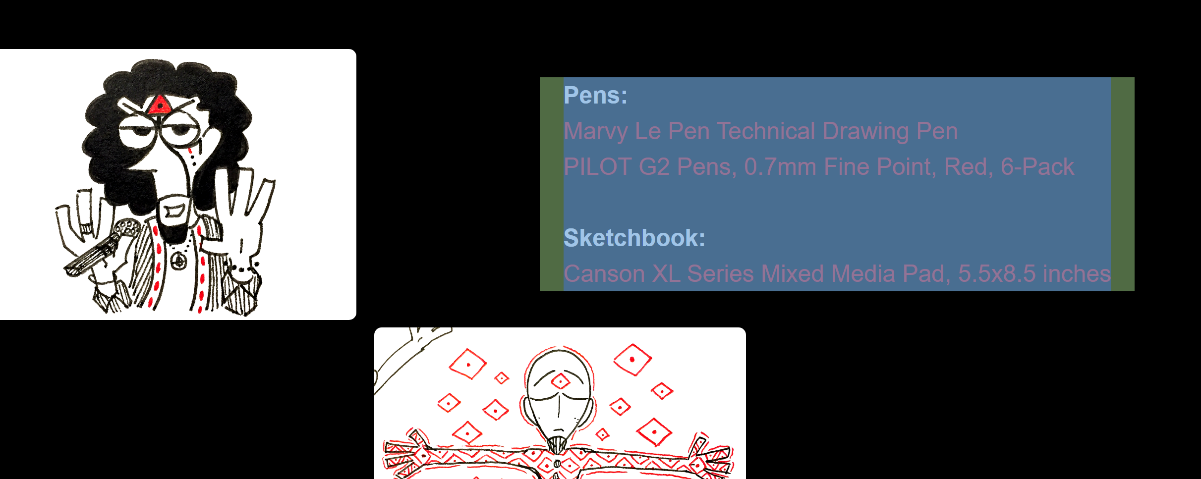 Pens:
Marvy Le Pen Technical Drawing Pen
PILOT G2 Pens, 0.7mm Fine Point, Red, 6-Pack
Sketchbook:
Canson XL Series Mixed Media Pad, 5.5x8.5 inches